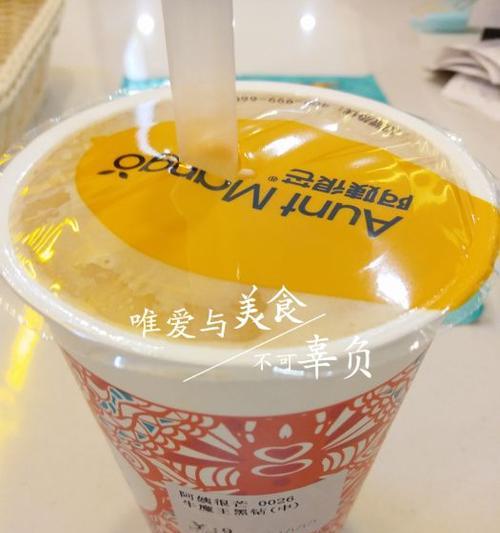 Aunt Mango®
阿姨很芒
唯爱与美食
不可辜负
阿姨很芒 0026
牛魔王黑钻(中)